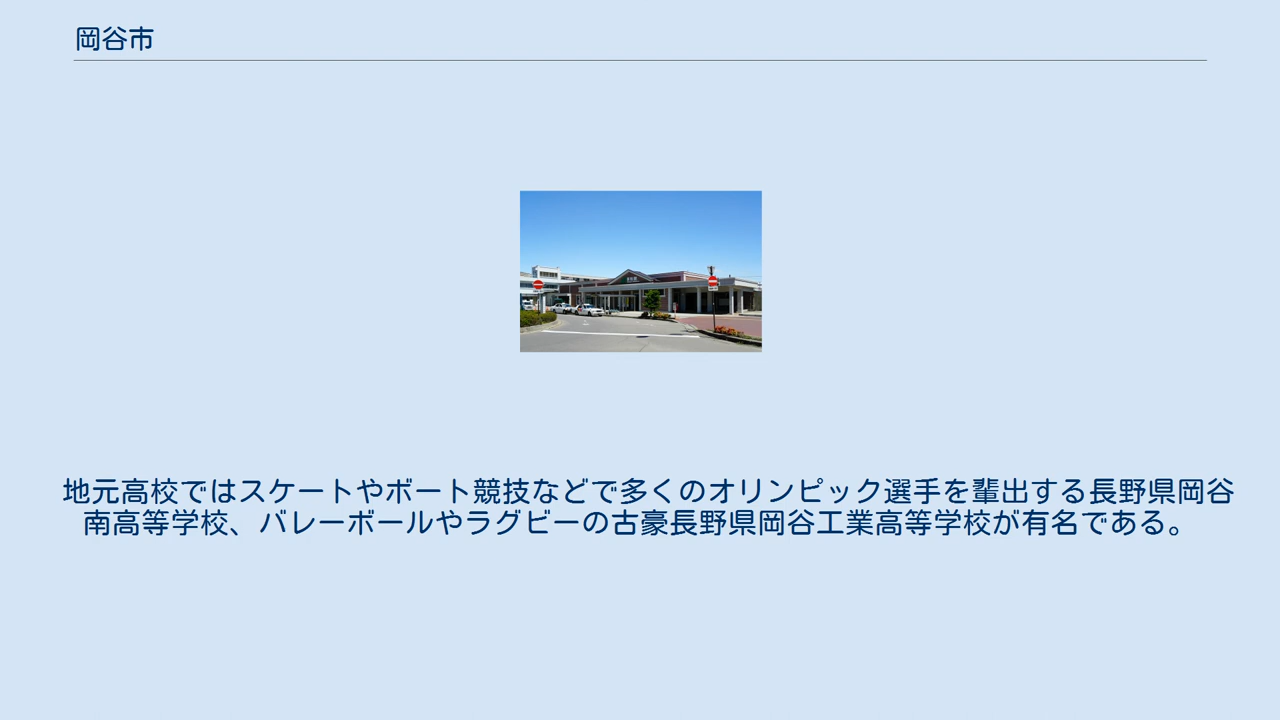 岡谷市
地元高校ではスケートやボート競技などで多くのオリンピック選手を輩出する長野県岡谷
南高等学校、バレーボールやラグビーの古豪長野県岡谷工業高等学校が有名である。